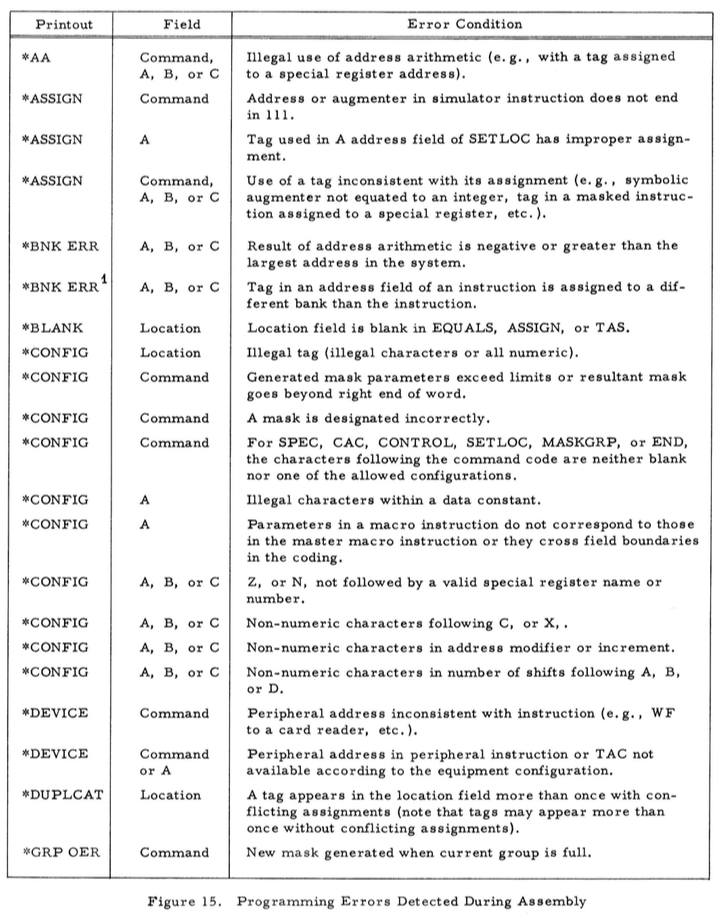 Printout Field Error Condition
*AA Command, Illegal use of address arithmetic (e.g., with a tag assigned
A, B, or C to a special register address).
*ASSIGN Command Address or augmenter in simulator instruction does not end
in 111.
*ASSIGN A Tag used in A address field of SETLOC has improper assign-
ment.
*ASSIGN Command, Use of a tag inconsistent with its assignment (e.g., symbolic
A, B, or C augmenter not equated to an integer, tag in a masked instruc-
tion assigned to a special register, etc.).
*BNK ERR A, B, or C Result of address arithmetic is negative or greater than the
largest address in the system.
*BNK ERR¹ A, B, or C Tag in an address field of an instruction is assigned to a dif-
ferent bank than the instruction.
*BLANK Location Location field is blank in EQUALS, ASSIGN, or TAS.
*CONFIG Location Illegal tag (illegal characters or all numeric).
*CONFIG Command Generated mask parameters exceed limits or resultant mask
goes beyond right end of word.
*CONFIG Command A mask is designated incorrectly.
*CONFIG Command For SPEC, CAC, CONTROL, SETLOC, MASKGRP, or END,
the characters following the command code are neither blank
nor one of the allowed configurations.
*CONFIG A Illegal characters within a data constant.
*CONFIG A Parameters in a macro instruction do not correspond to those
in the master macro instruction or they cross field boundaries
in the coding.
*CONFIG A, B, or C Z, or N, not followed by a valid special register name or
number.
*CONFIG A, B, or C Non-numeric characters following C, or X, .
*CONFIG A, B, or C Non-numeric characters in address modifier or increment.
*CONFIG A, B, or C Non-numeric characters in number of shifts following A, B,
or D.
*DEVICE Command Peripheral address inconsistent with instruction (e.g., WF
to a card reader, etc.).
*DEVICE Command Peripheral address in peripheral instruction or TAC not
or A available according to the equipment configuration.
*DUPLCAT Location A tag appears in the location field more than once with con-
flicting assignments (note that tags may appear more than
once without conflicting assignments).
*GRP OER Command New mask generated when current group is full.
Figure 15. Programming Errors Detected During Assembly